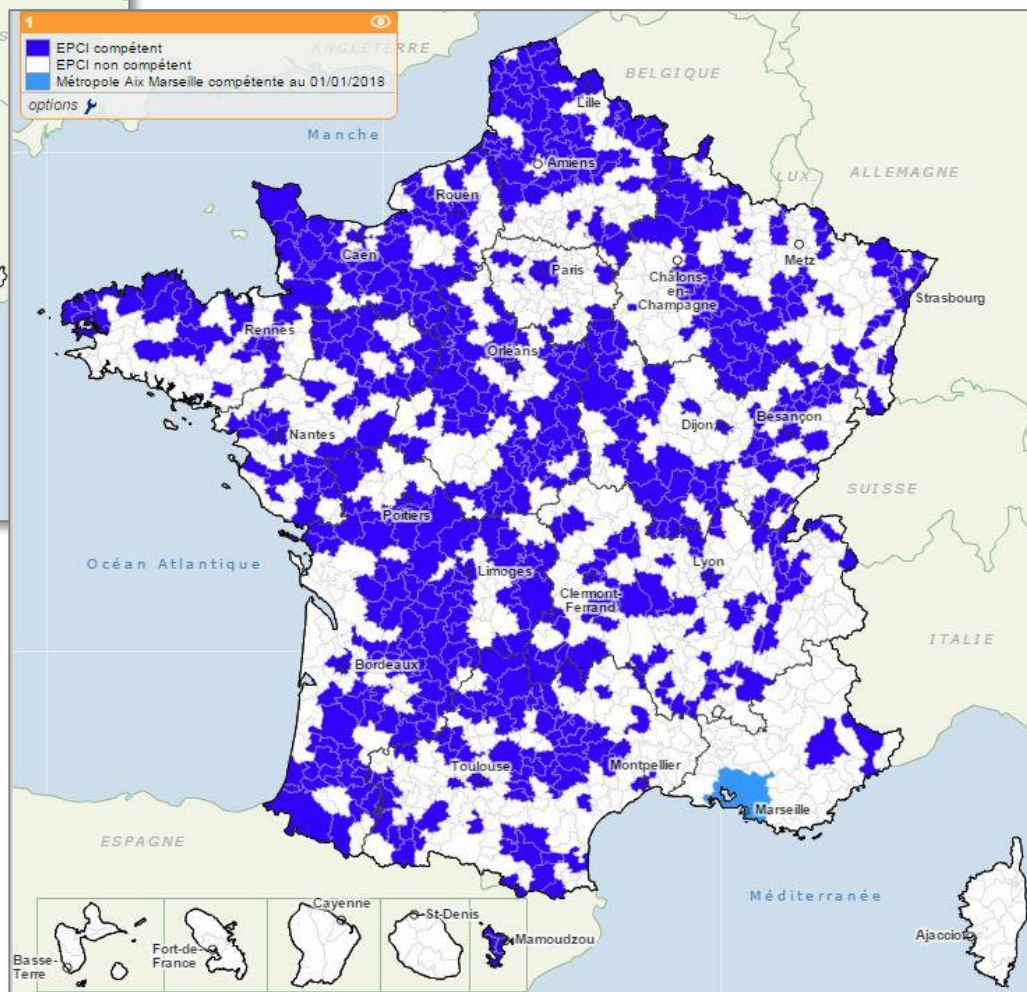 1
EPCI compétent
EPCI non compétent
Métropole Aix Marseille compétente au 01/01/2018
options
ANGLETERRE
BELGIQUE
Lille
Manche
Amiens
LUX.
ALLEMAGNE
Rouen
Caen
Paris
Metz
Châlons-
en-
Champagne
Strasbourg
Rennes
Orléans
Nantes
Dijon
Besançon
SUISSE
Poitiers
Océan Atlantique
Limoges
Lyon
Clermont-
Ferrand
ITALIE
Bordeaux
Toulouse
Montpellier
Marseille
ESPAGNE
Méditerranée
Cayenne
St-Denis
Mamoudzou
Basse-
Terre
Fort-de-
France
Ajaccio